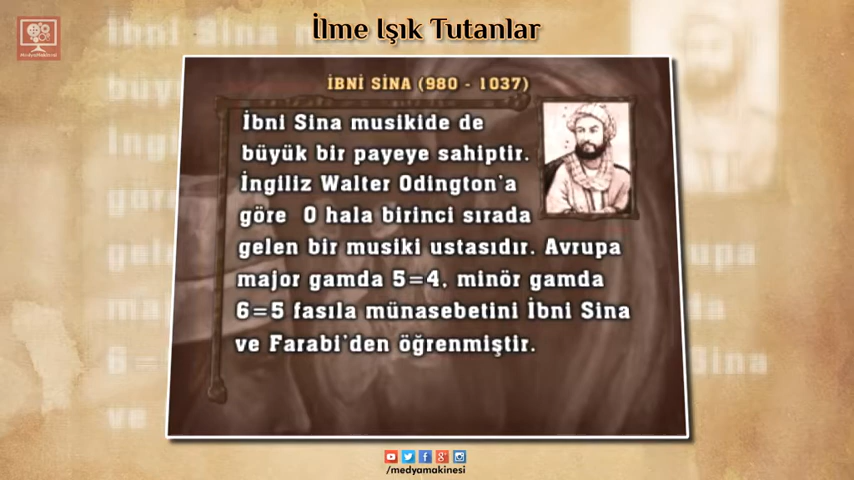 İlme Işık Tutanlar
MedyaMakinesi
İBNİ SİNA (980 - 1037)
İbni Sina musikide de
büyük bir payeye sahiptir.
İngiliz Walter Odington'a
göre O hala birinci sırada
gelen bir musiki ustasıdır. Avrupa
major gamda 5=4, minör gamda
6=5 fasıla münasebetini İbni Sina
ve Farabi'den öğrenmiştir.
/medyamakinesi